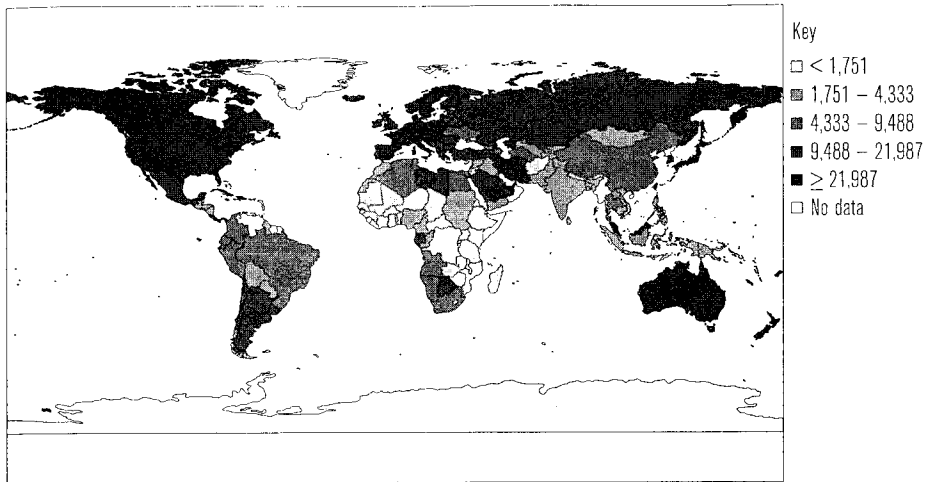 Key
< 1,751
1,751 – 4,333
4,333 – 9,488
9,488 – 21,987
≥ 21,987
No data